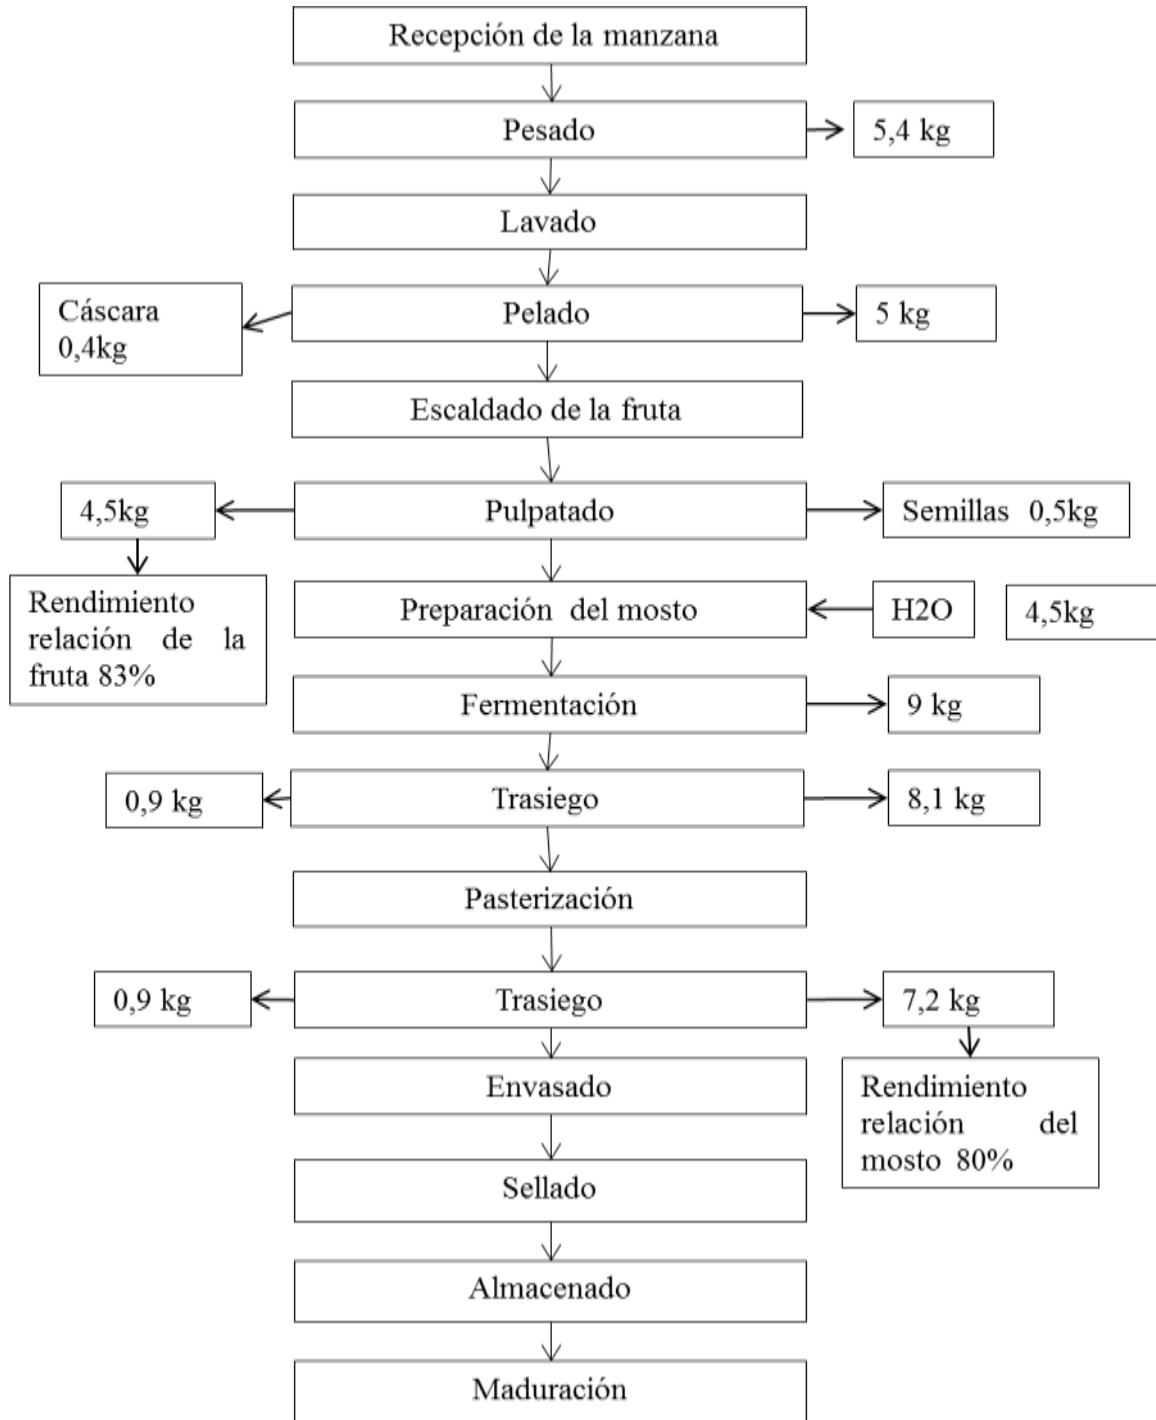 Recepción de la manzana
Pesado
5,4 kg
Lavado
Cáscara
0,4kg
Pelado
5 kg
Escaldado de la fruta
4,5kg
Pulpatado
Semillas 0,5kg
Rendimiento
relación de la
fruta 83%
Preparación del mosto
H2O
4,5kg
Fermentación
9 kg
0,9 kg
Trasiego
8,1 kg
Pasterización
0,9 kg
Trasiego
7,2 kg
Envasado
Rendimiento
relación del
mosto 80%
Sellado
Almacenado
Maduración